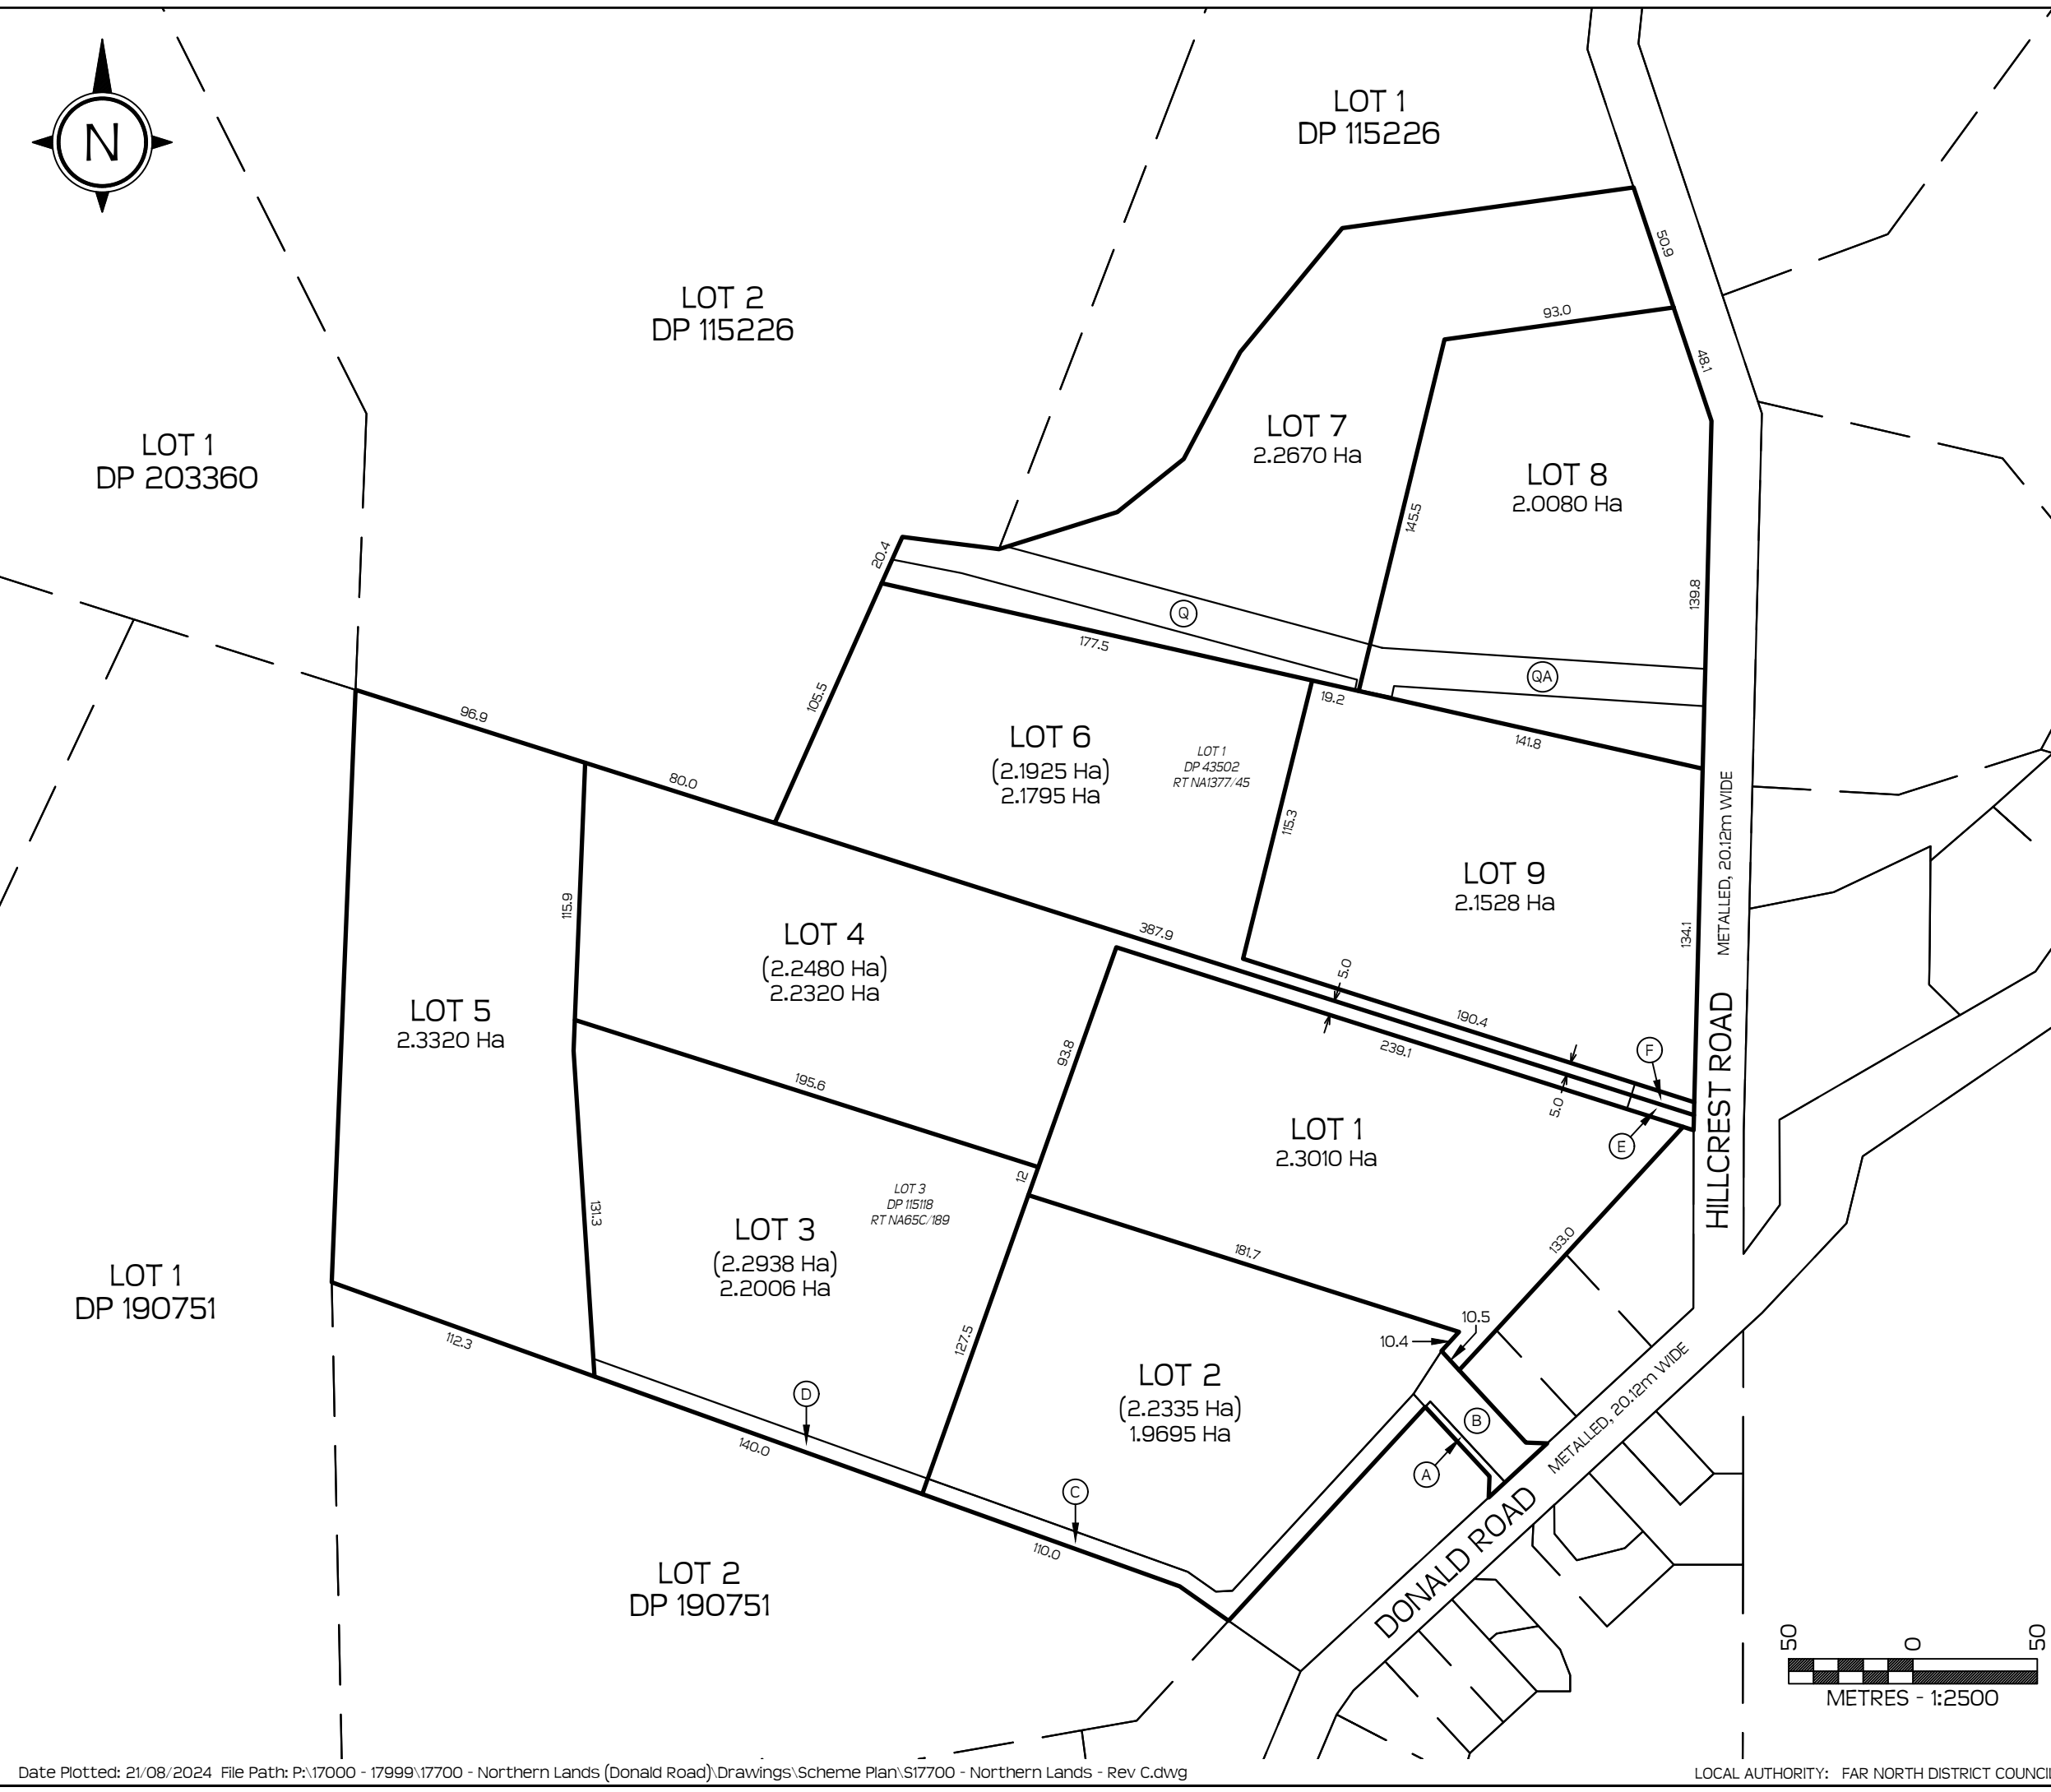 N
LOT 1
DP 115226
LOT 2
DP 115226
LOT 1
DP 203360
50.9
93.0
48.1
LOT 7
2.2670 Ha
LOT 8
2.0080 Ha
145.5
139.8
20.4
Q
177.5
QA
105.5
19.2
141.8
96.9
80.0
LOT 6
(2.1925 Ha)
2.1795 Ha
LOT 1
DP 43502
RT NA1377/45
115.3
LOT 9
2.1528 Ha
134.1
METALLED, 20.12m WIDE
HILLCREST ROAD
115.9
LOT 4
(2.2480 Ha)
2.2320 Ha
387.9
5.0
190.4
239.1
5.0
F
E
LOT 5
2.3320 Ha
195.6
93.8
12
LOT 1
2.3010 Ha
131.3
LOT 3
DP 115118
RT NA65C/189
LOT 3
(2.2938 Ha)
2.2006 Ha
181.7
133.0
10.5
10.4
LOT 1
DP 190751
112.3
127.5
LOT 2
(2.2335 Ha)
1.9695 Ha
D
140.0
C
110.0
B
A
METALLED, 20.12m WIDE
DONALD ROAD
LOT 2
DP 190751
50 0 50
METRES - 1:2500
Date Plotted: 21/08/2024 File Path: P:\17000 - 17999\17700 - Northern Lands (Donald Road)\Drawings\Scheme Plan\S17700 - Northern Lands - Rev C.dwg
LOCAL AUTHORITY: FAR NORTH DISTRICT COUNCIL